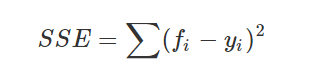 SSE = ∑(fᵢ − yᵢ)²